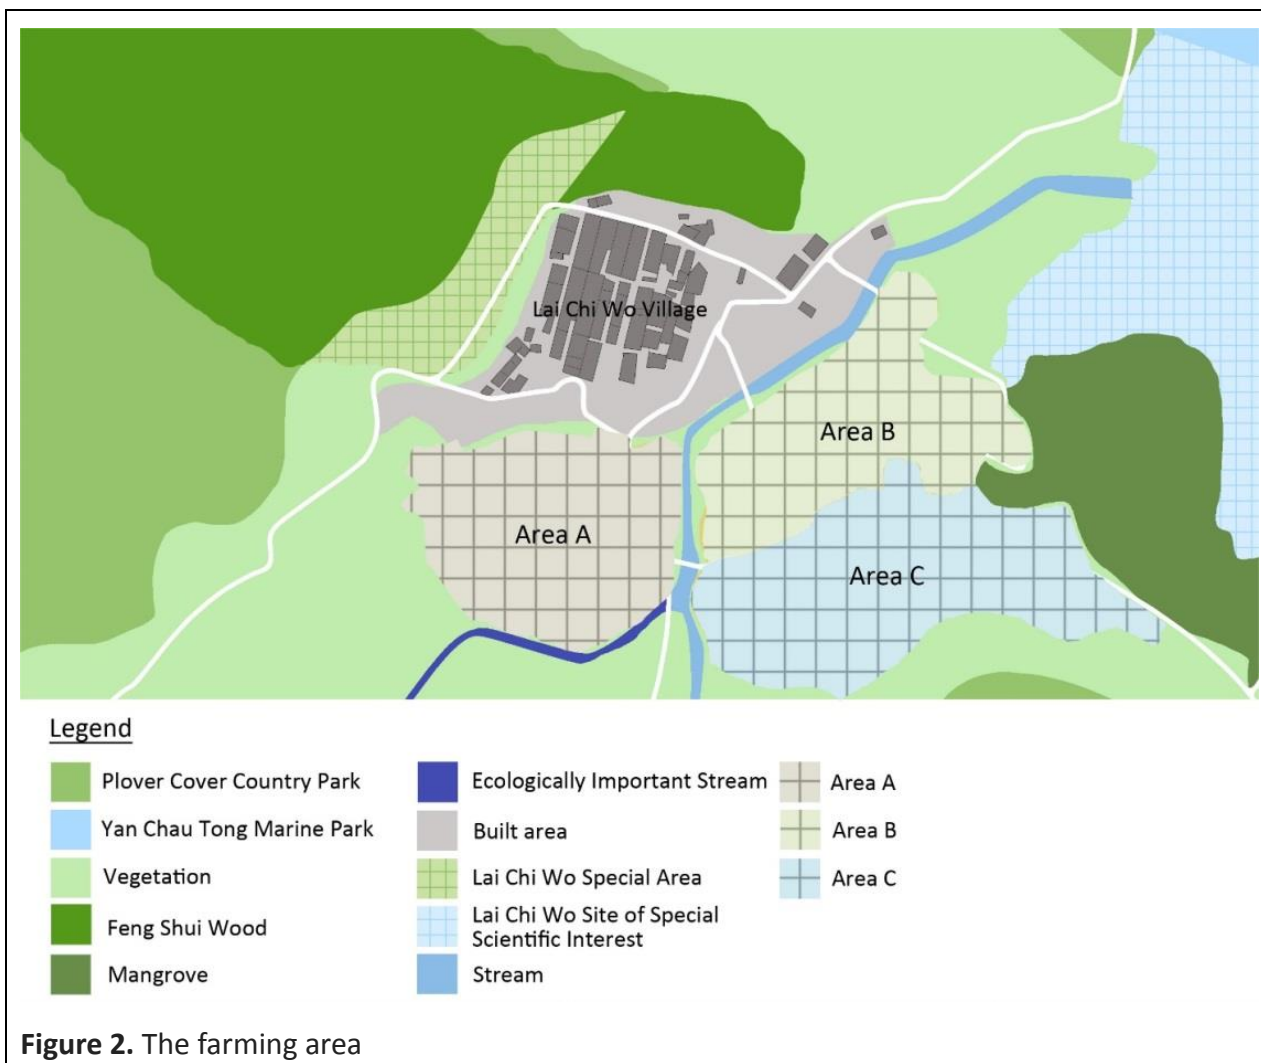 Lai Chi Wo Village
Area B
Area A
Area C
Legend
Plover Cover Country Park
Yan Chau Tong Marine Park
Vegetation
Feng Shui Wood
Mangrove
Ecologically Important Stream
Built area
Lai Chi Wo Special Area
Lai Chi Wo Site of Special
Scientific Interest
Stream
Area A
Area B
Area C
Figure 2. The farming area